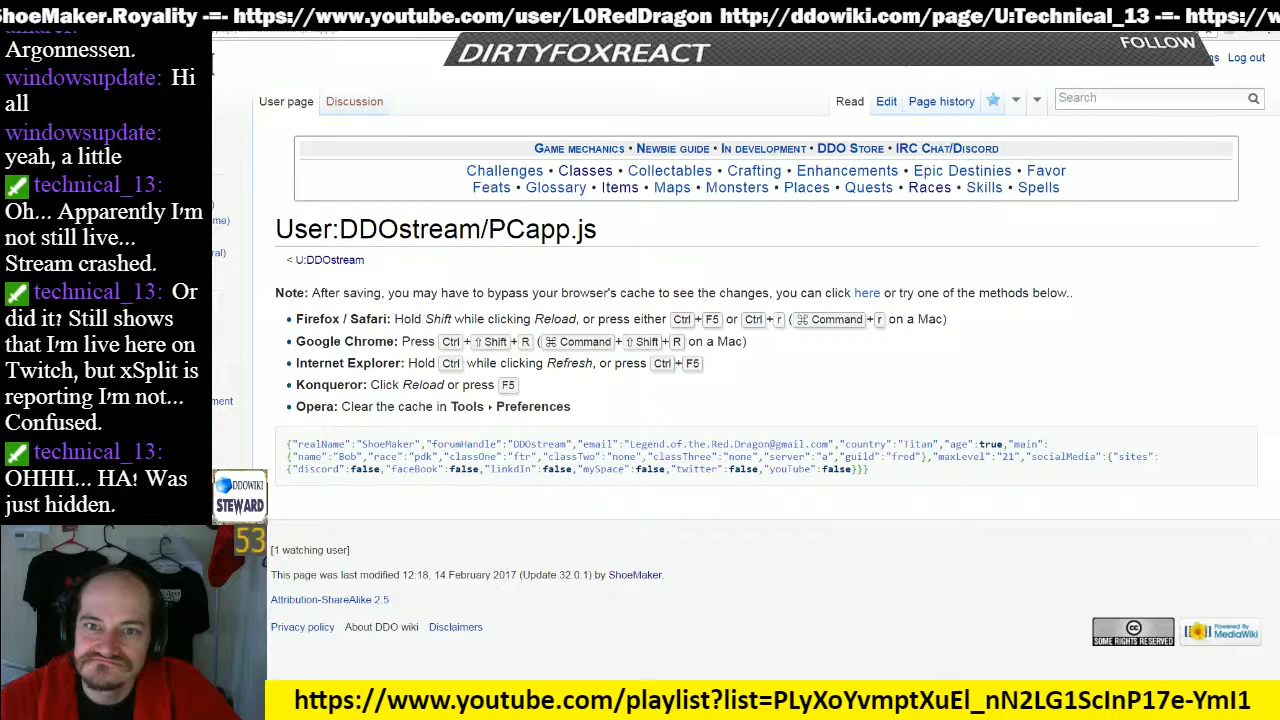 ShoeMaker.Royality -=- https://www.youtube.com/user/L0RedDragon http://ddowiki.com/page/U:Technical_13 -=- https://w
Argonnessen.
windowsupdate: Hi
all
windowsupdate:
yeah, a little
technical_13:
Oh... Apparently I'm
not still live...
Stream crashed.
technical_13: Or
did it? Still shows
that I'm live here on
Twitch, but xSplit is
reporting I'm not...
Confused.
technical_13:
OHHH... HA! Was
just hidden.
DDOWIKI
STEWARD
53
DIRTYFOXREACT
FOLLOW
Log out
User page
Discussion
Read
Edit
Page history
Search
Game mechanics • Newbie guide • In development • DDO Store • IRC Chat/Discord
Challenges • Classes • Collectables • Crafting • Enhancements • Epic Destinies • Favor
Feats • Glossary • Items • Maps • Monsters • Places • Quests • Races • Skills • Spells
User:DDOstream/PCapp.js
< U:DDOstream
Note: After saving, you may have to bypass your browser's cache to see the changes, you can click here or try one of the methods below..
• Firefox / Safari: Hold Shift while clicking Reload, or press either Ctrl+F5 or Ctrl+r (⌘ Command+r on a Mac)
• Google Chrome: Press Ctrl+⇧Shift+R (⌘ Command+⇧Shift+R on a Mac)
• Internet Explorer: Hold Ctrl while clicking Refresh, or press Ctrl+F5
• Konqueror: Click Reload or press F5
• Opera: Clear the cache in Tools ▸ Preferences
{"realName":"ShoeMaker","forumHandle":"DDOstream","email":"Legend.of.the.Red.Dragon@gmail.com","country":"Titan","age":true,"main":
{"name":"Bob","race":"pdk","classOne":"ftr","classTwo":"none","classThree":"none","server":"a","guild":"fred"},"maxLevel":"21","socialMedia":{"sites":
{"discord":false,"faceBook":false,"linkdIn":false,"mySpace":false,"twitter":false,"youTube":false}}}
[1 watching user]
This page was last modified 12:18, 14 February 2017 (Update 32.0.1) by ShoeMaker.
Attribution-ShareAlike 2.5
Privacy policy About DDO wiki Disclaimers
SOME RIGHTS RESERVED
Powered By
MediaWiki
https://www.youtube.com/playlist?list=PLyXoYvmptXuEl_nN2LG1ScInP17e-YmI1